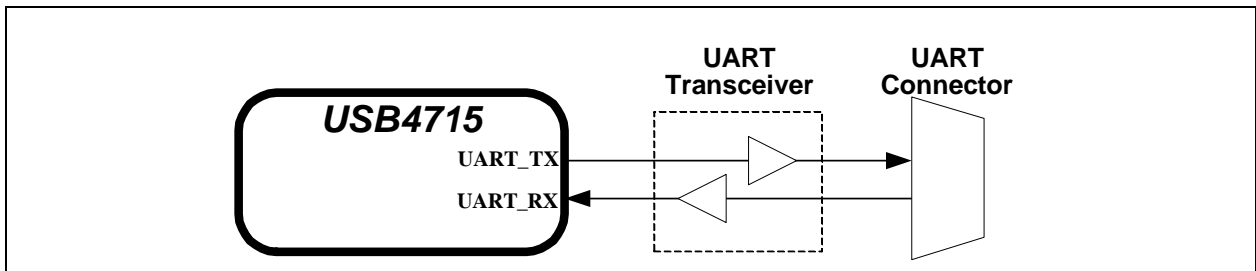 UART
Transceiver
UART
Connector
USB4715
UART_TX
UART_RX